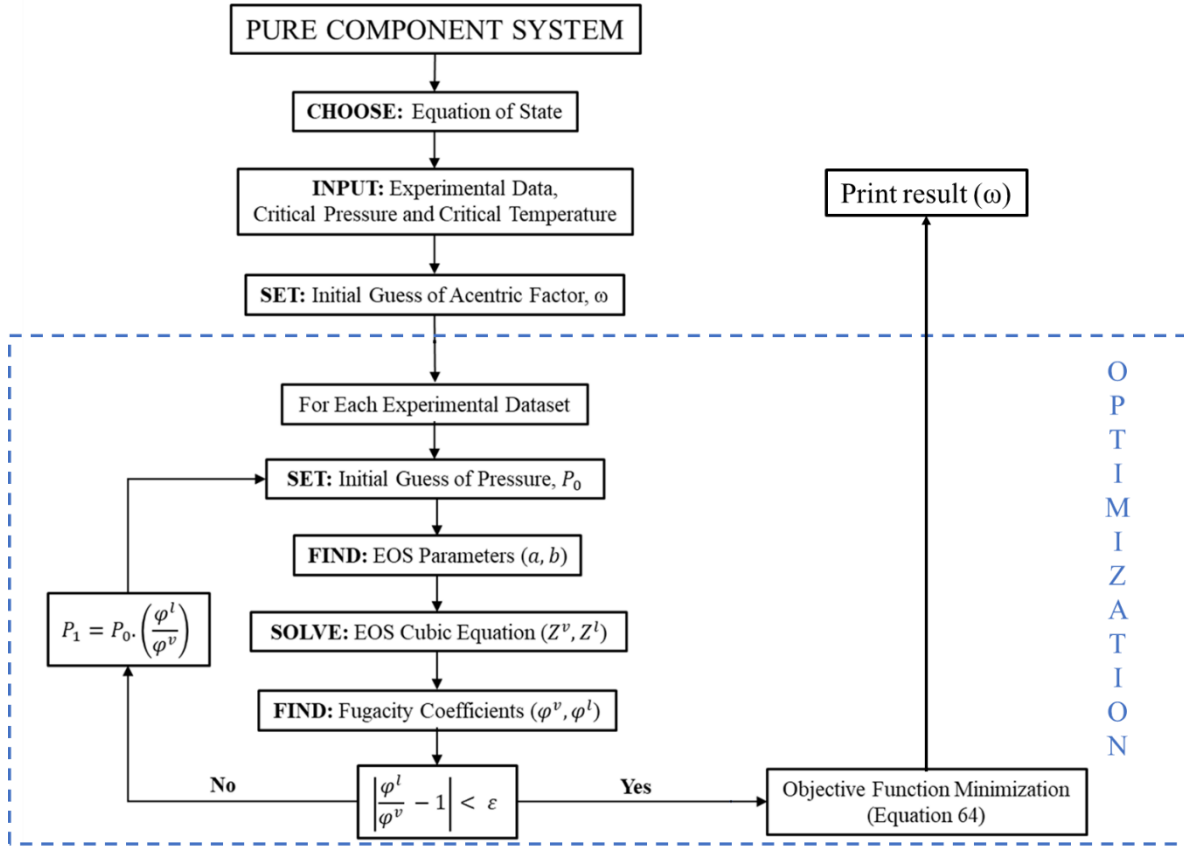 PURE COMPONENT SYSTEM
CHOOSE: Equation of State
INPUT: Experimental Data,
Critical Pressure and Critical Temperature
SET: Initial Guess of Acentric Factor, ω
For Each Experimental Dataset
SET: Initial Guess of Pressure, P₀
FIND: EOS Parameters (a, b)
SOLVE: EOS Cubic Equation (Zᵛ, Zˡ)
FIND: Fugacity Coefficients (φᵛ, φˡ)
|φˡ/φᵛ − 1| < ε
No
P₁ = P₀.(φˡ/φᵛ)
Yes
Objective Function Minimization
(Equation 64)
Print result (ω)
O
P
T
I
M
I
Z
A
T
I
O
N